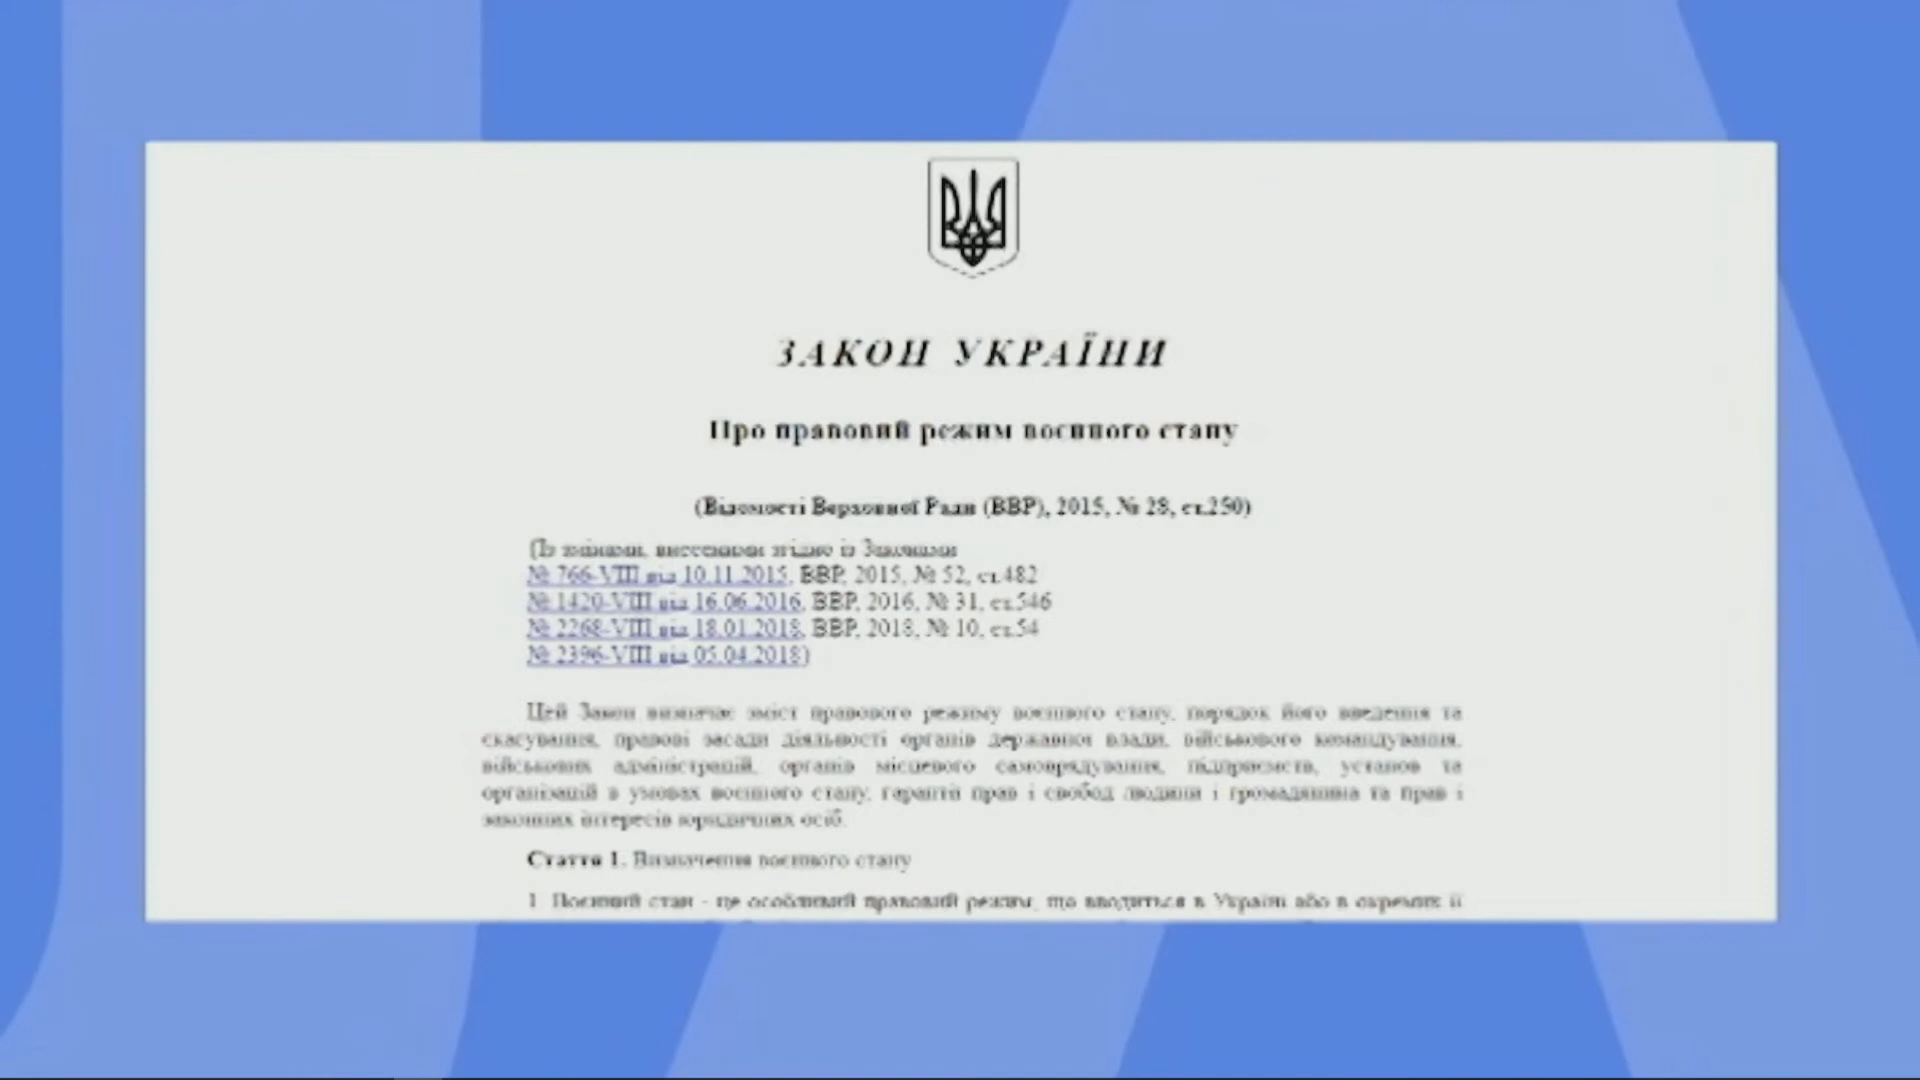 ЗАКОН УКРАЇНИ
Про правовий режим воєнного стану
(Відомості Верховної Ради (ВВР), 2015, № 28, ст.250)
{Із змінами, внесеними згідно із Законами
№ 766-VIII від 10.11.2015, ВВР, 2015, № 52, ст.482
№ 1420-VIII від 16.06.2016, ВВР, 2016, № 31, ст.546
№ 2268-VIII від 18.01.2018, ВВР, 2018, № 10, ст.54
№ 2396-VIII від 05.04.2018}
Цей Закон визначає зміст правового режиму воєнного стану, порядок його введення та
скасування, правові засади діяльності органів державної влади, військового командування,
військових адміністрацій, органів місцевого самоврядування, підприємств, установ та
організацій в умовах воєнного стану, гарантії прав і свобод людини і громадянина та прав і
законних інтересів юридичних осіб.
Стаття 1. Визначення воєнного стану
1. Воєнний стан - це особливий правовий режим, що вводиться в Україні або в окремих її